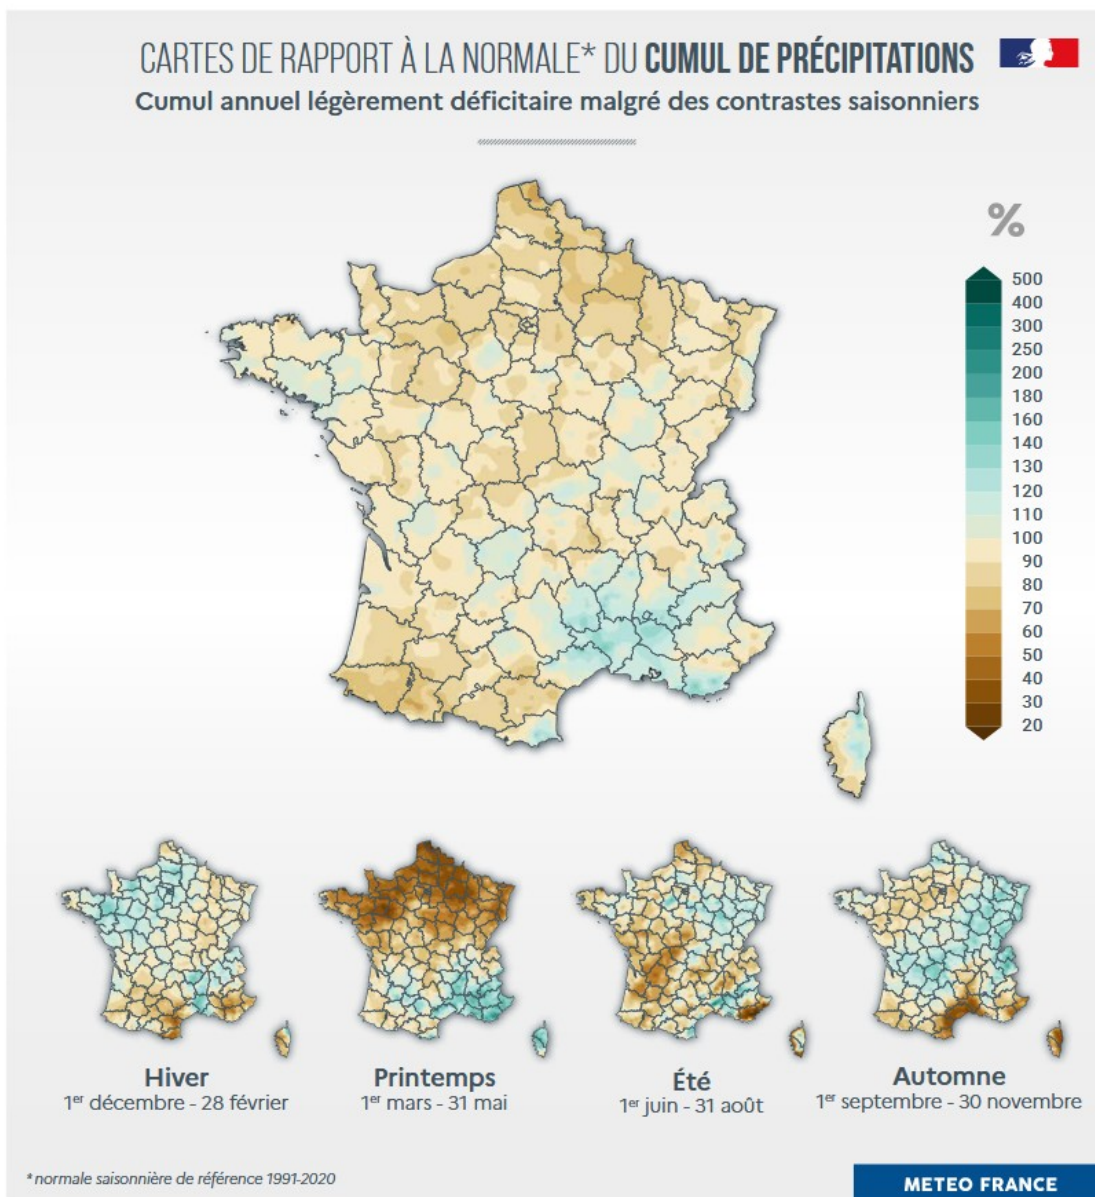 CARTES DE RAPPORT À LA NORMALE* DU CUMUL DE PRÉCIPITATIONS
Cumul annuel légèrement déficitaire malgré des contrastes saisonniers
%
500
400
300
250
200
180
160
140
130
120
110
100
90
80
70
60
50
40
30
20
Hiver
1er décembre - 28 février
Printemps
1er mars - 31 mai
Été
1er juin - 31 août
Automne
1er septembre - 30 novembre
*normale saisonnière de référence 1991-2020
METEO FRANCE